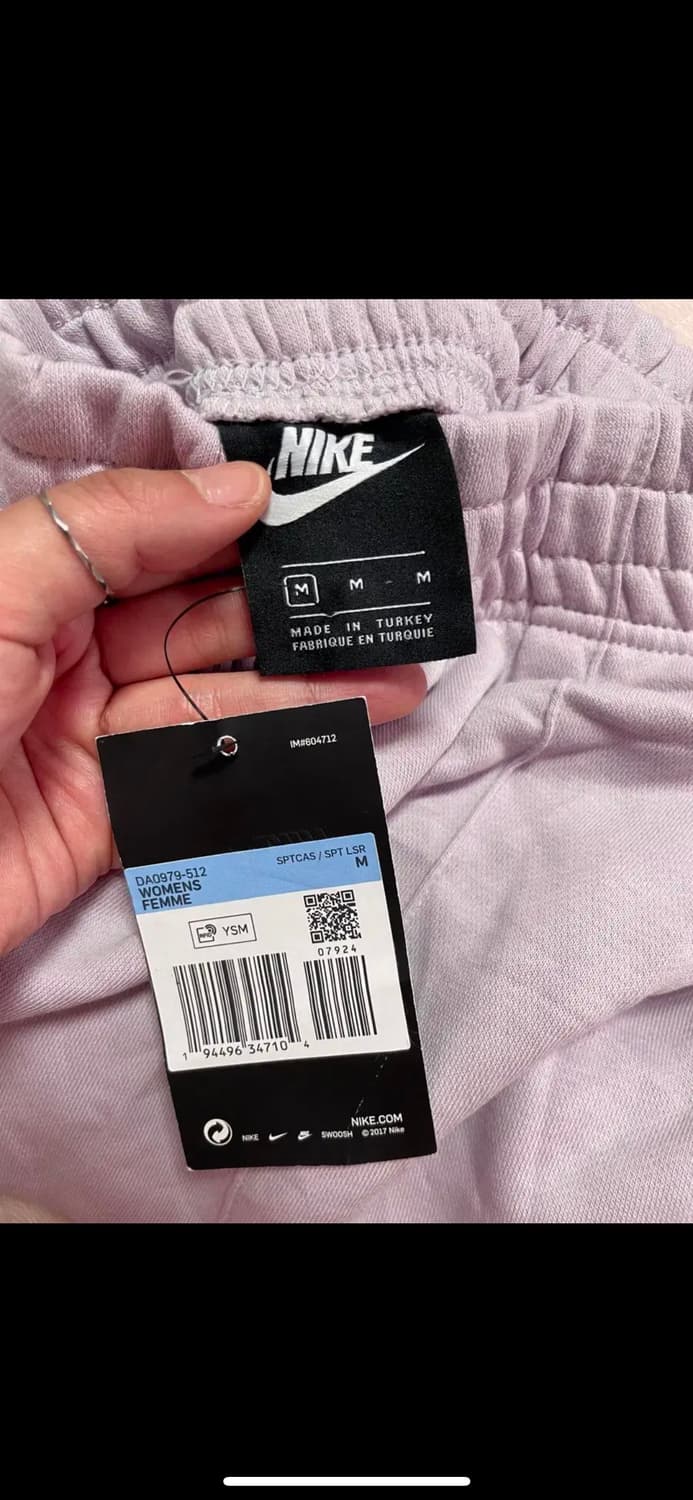 NIKE
M M - M
MADE IN TURKEY
FABRIQUE EN TURQUIE
IM#604712
SPTCAS / SPT LSR
DA0979-512 M
WOMENS
FEMME
RFID YSM
07924
1 94496 34710 4
NIKE.COM
NIKE SWOOSH © 2017 Nike